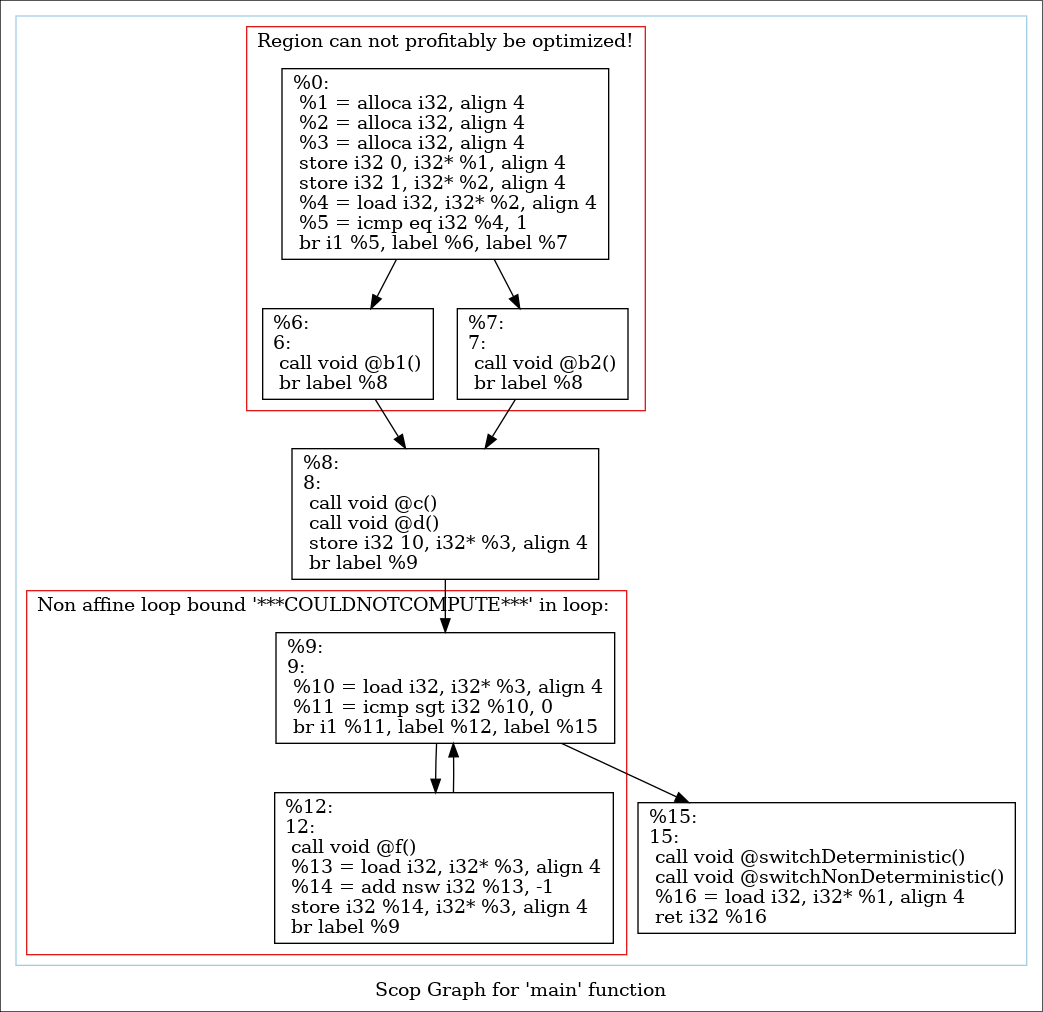 Region can not profitably be optimized!
%0:
%1 = alloca i32, align 4
%2 = alloca i32, align 4
%3 = alloca i32, align 4
store i32 0, i32* %1, align 4
store i32 1, i32* %2, align 4
%4 = load i32, i32* %2, align 4
%5 = icmp eq i32 %4, 1
br i1 %5, label %6, label %7
%6:
6:
call void @b1()
br label %8
%7:
7:
call void @b2()
br label %8
%8:
8:
call void @c()
call void @d()
store i32 10, i32* %3, align 4
br label %9
Non affine loop bound '***COULDNOTCOMPUTE***' in loop:
%9:
9:
%10 = load i32, i32* %3, align 4
%11 = icmp sgt i32 %10, 0
br i1 %11, label %12, label %15
%12:
12:
call void @f()
%13 = load i32, i32* %3, align 4
%14 = add nsw i32 %13, -1
store i32 %14, i32* %3, align 4
br label %9
%15:
15:
call void @switchDeterministic()
call void @switchNonDeterministic()
%16 = load i32, i32* %1, align 4
ret i32 %16
Scop Graph for 'main' function